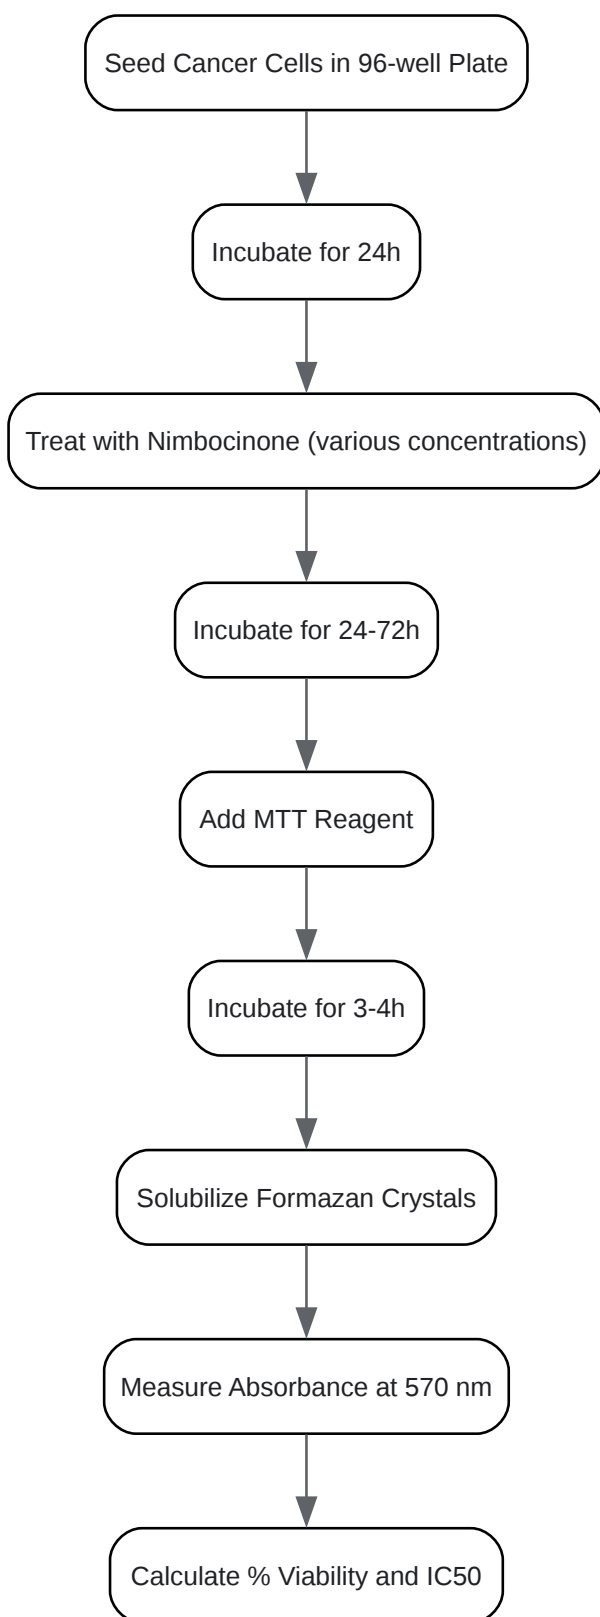 Seed Cancer Cells in 96-well Plate
Incubate for 24h
Treat with Nimbocinone (various concentrations)
Incubate for 24-72h
Add MTT Reagent
Incubate for 3-4h
Solubilize Formazan Crystals
Measure Absorbance at 570 nm
Calculate % Viability and IC50